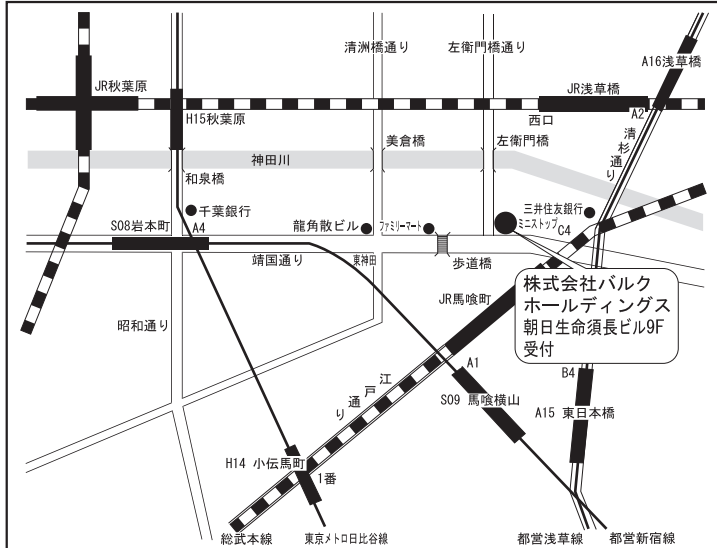 清洲橋通り
左衛門橋通り
A16浅草橋
JR秋葉原
JR浅草橋
A2
H15秋葉原
西口
清杉通り
美倉橋
左衛門橋
神田川
和泉橋
千葉銀行
三井住友銀行
S08岩本町
A4
龍角散ビル
ファミリーマート
ミニストップ
C4
靖国通り
東神田
歩道橋
株式会社バルク
ホールディングス
朝日生命須長ビル9F
受付
JR馬喰町
昭和通り
A1
B4
江戸通り
S09 馬喰横山
A15 東日本橋
H14 小伝馬町
1番
総武本線
東京メトロ日比谷線
都営浅草線
都営新宿線